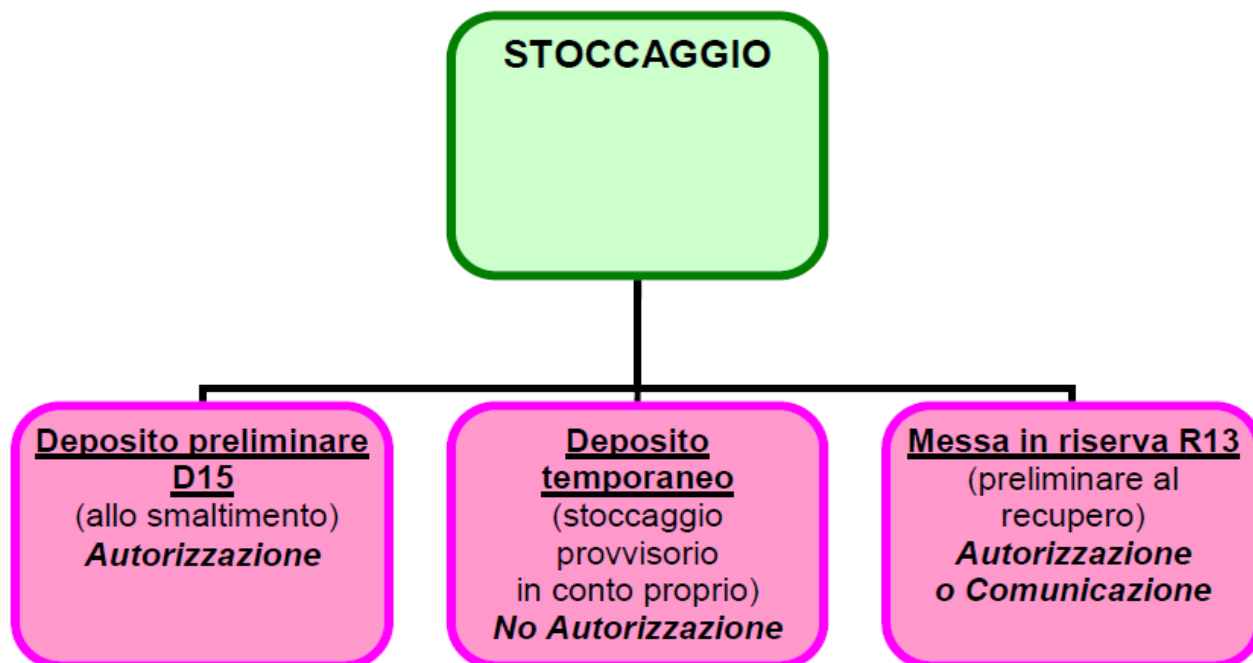 STOCCAGGIO
Deposito preliminare
D15
(allo smaltimento)
Autorizzazione
Deposito
temporaneo
(stoccaggio
provvisorio
in conto proprio)
No Autorizzazione
Messa in riserva R13
(preliminare al
recupero)
Autorizzazione
o Comunicazione